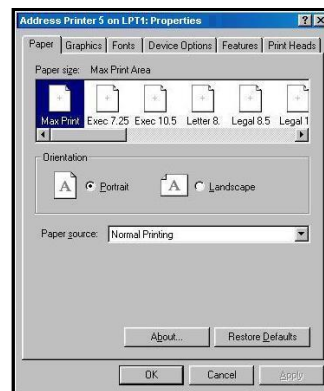 Address Printer 5 on LPT1: Properties
Paper Graphics Fonts Device Options Features Print Heads
Paper size: Max Print Area
Max Print Exec 7.25 Exec 10.5 Letter 8. Legal 8.5 Legal 1
Orientation
A Portrait A Landscape
Paper source: Normal Printing
About... Restore Defaults
OK Cancel Apply